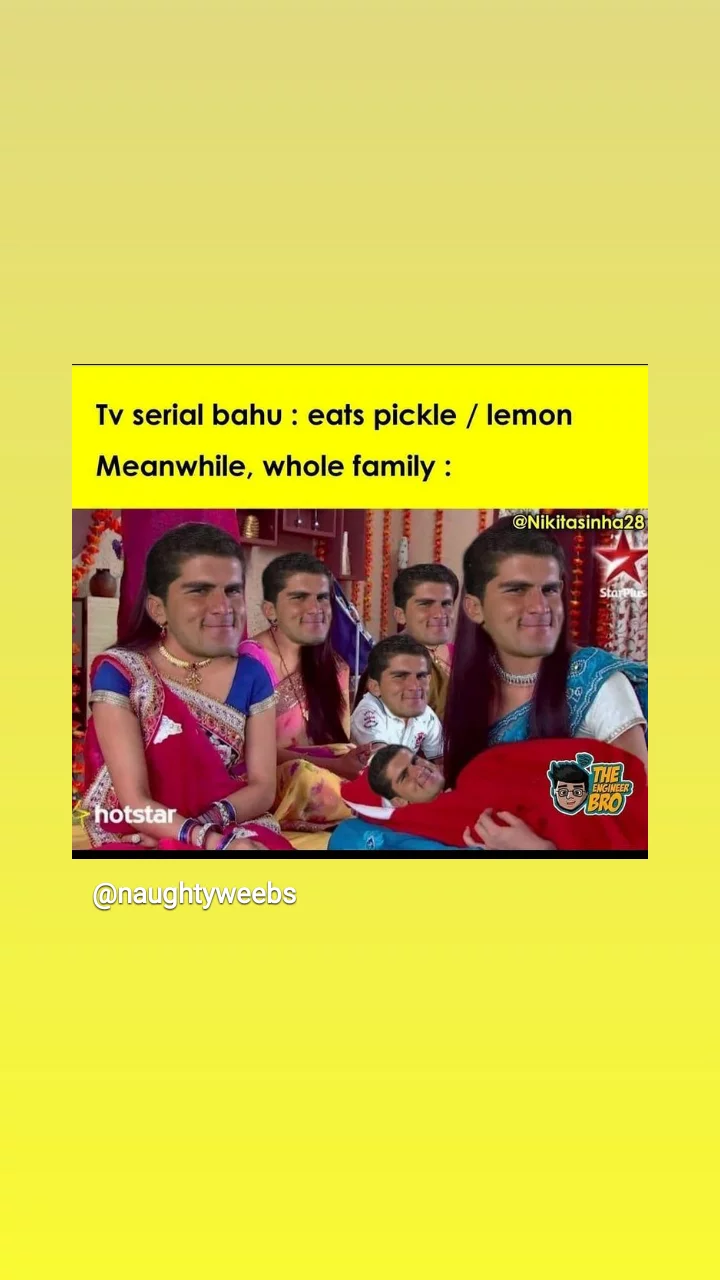 Tv serial bahu : eats pickle / lemon
Meanwhile, whole family :
@Nikitasinha28
StarPlus
THE
ENGINEER
BRO
hotstar
@naughtyweebs